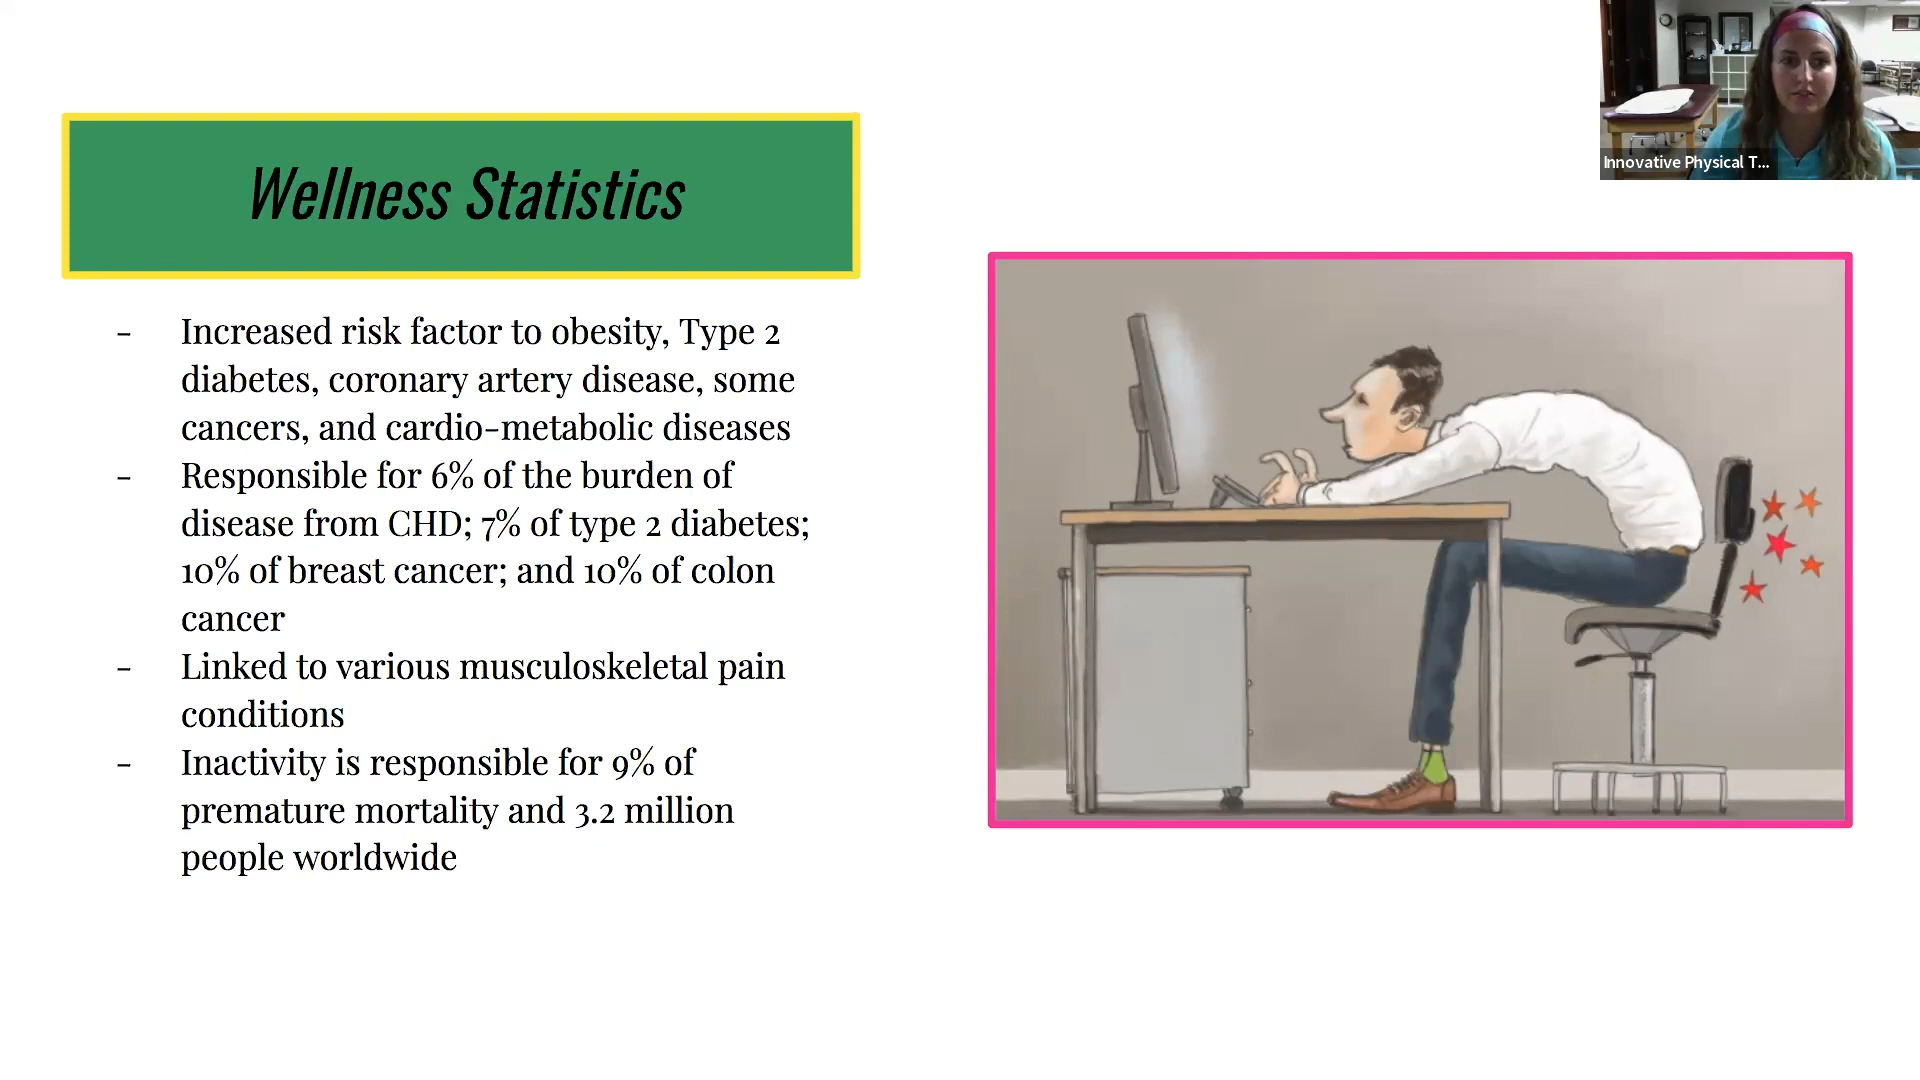 Innovative Physical T...
Wellness Statistics
- Increased risk factor to obesity, Type 2
diabetes, coronary artery disease, some
cancers, and cardio-metabolic diseases
- Responsible for 6% of the burden of
disease from CHD; 7% of type 2 diabetes;
10% of breast cancer; and 10% of colon
cancer
- Linked to various musculoskeletal pain
conditions
- Inactivity is responsible for 9% of
premature mortality and 3.2 million
people worldwide